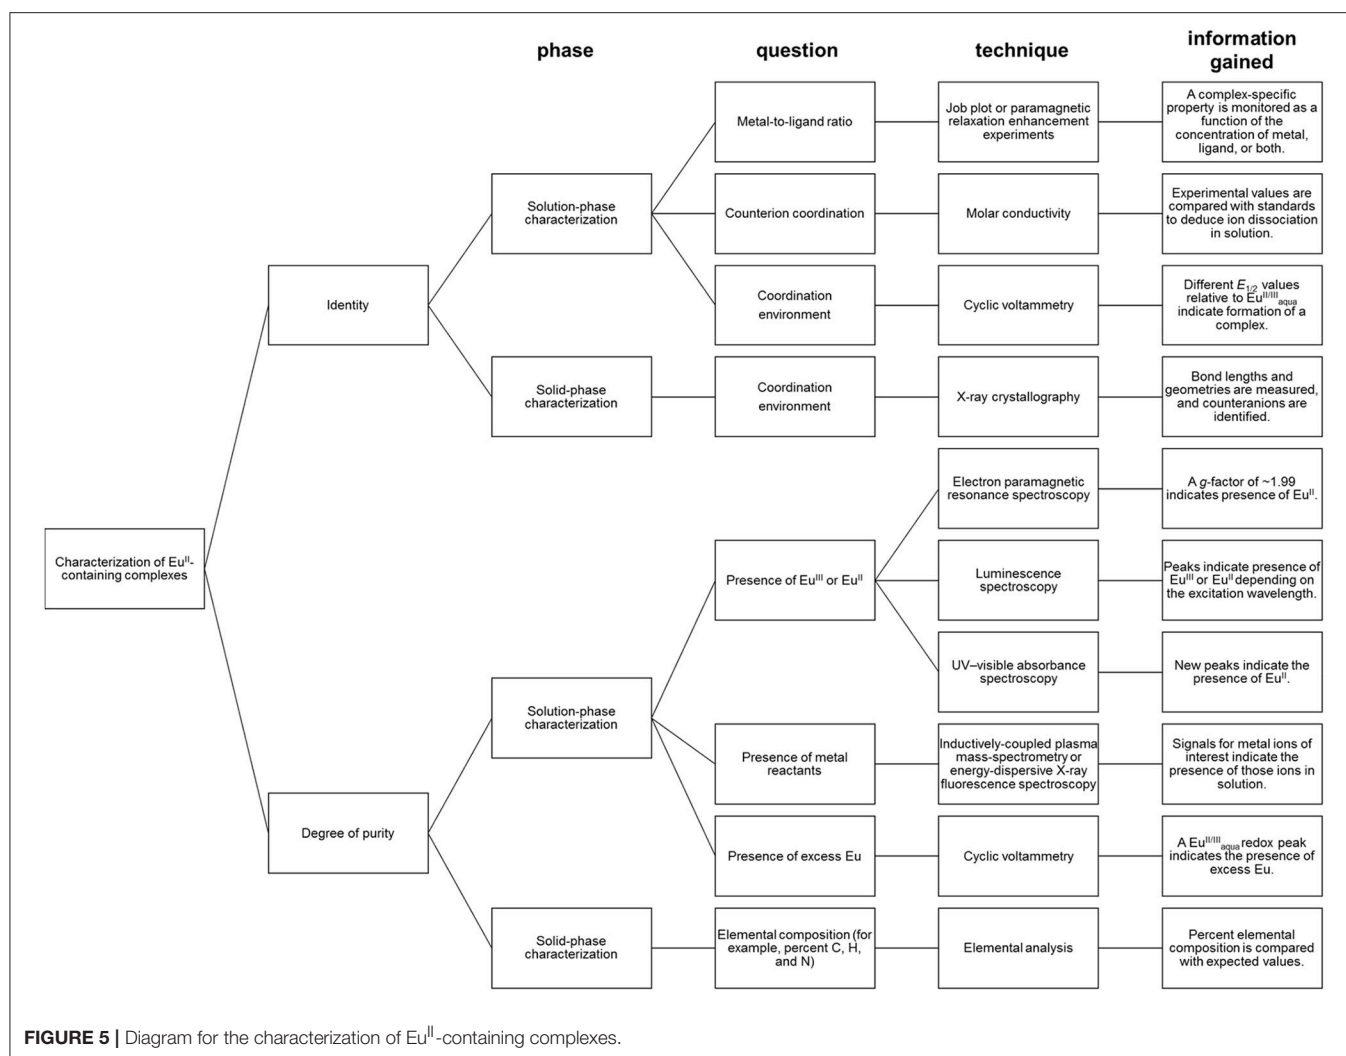 phase
question
technique
information
gained
Metal-to-ligand ratio
Job plot or paramagnetic
relaxation enhancement
experiments
A complex-specific
property is monitored as a
function of the
concentration of metal,
ligand, or both.
Solution-phase
characterization
Counterion coordination
Molar conductivity
Experimental values are
compared with standards
to deduce ion dissociation
in solution.
Identity
Coordination
environment
Cyclic voltammetry
Different E1/2 values
relative to EuII/IIIaqua
indicate formation of a
complex.
Solid-phase
characterization
Coordination
environment
X-ray crystallography
Bond lengths and
geometries are measured,
and counteranions are
identified.
Electron paramagnetic
resonance spectroscopy
A g-factor of ~1.99
indicates presence of EuII.
Characterization of EuII-
containing complexes
Presence of EuIII or EuII
Luminescence
spectroscopy
Peaks indicate presence of
EuIII or EuII depending on
the excitation wavelength.
UV–visible absorbance
spectroscopy
New peaks indicate the
presence of EuII.
Solution-phase
characterization
Presence of metal
reactants
Inductively-coupled plasma
mass-spectrometry or
energy-dispersive X-ray
fluorescence spectroscopy
Signals for metal ions of
interest indicate the
presence of those ions in
solution.
Degree of purity
Presence of excess Eu
Cyclic voltammetry
A EuII/IIIaqua redox peak
indicates the presence of
excess Eu.
Solid-phase
characterization
Elemental composition (for
example, percent C, H,
and N)
Elemental analysis
Percent elemental
composition is compared
with expected values.
FIGURE 5 | Diagram for the characterization of EuII-containing complexes.